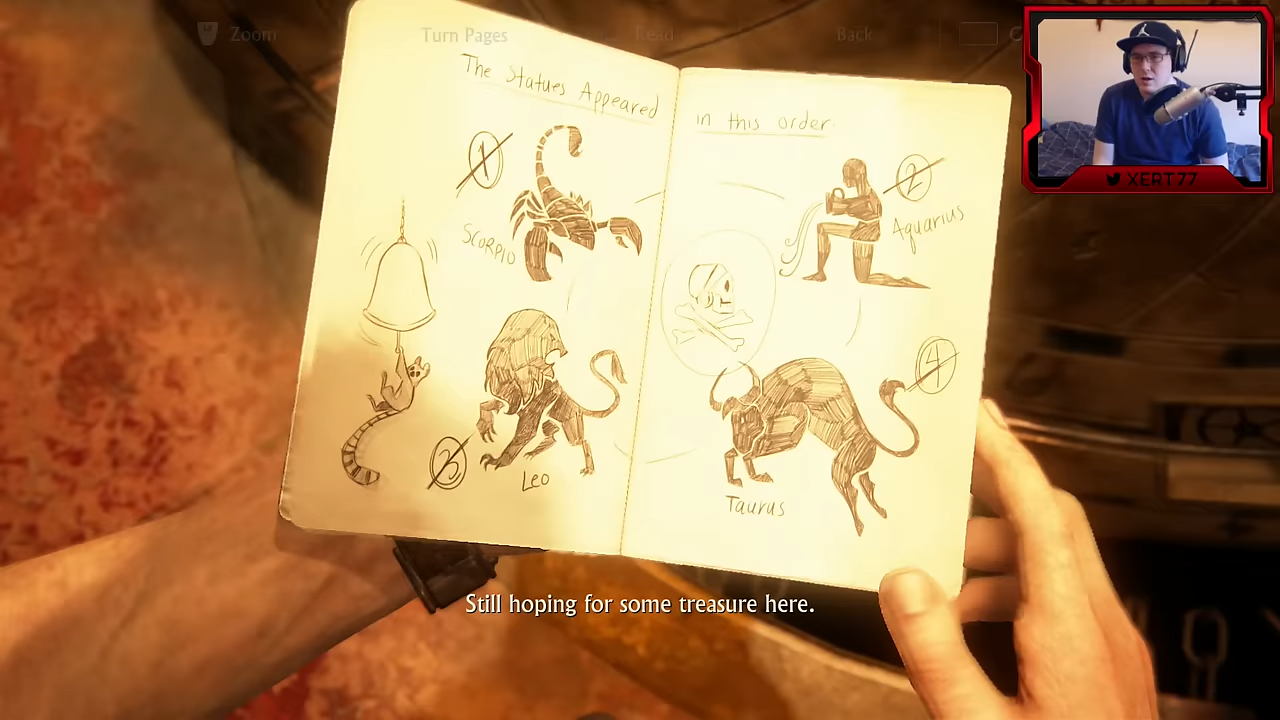 Zoom
Turn Pages
Read
Back
The Statues Appeared
in this order
1
2
Scorpio
Aquarius
3
4
Leo
Taurus
Still hoping for some treasure here.
XERT77